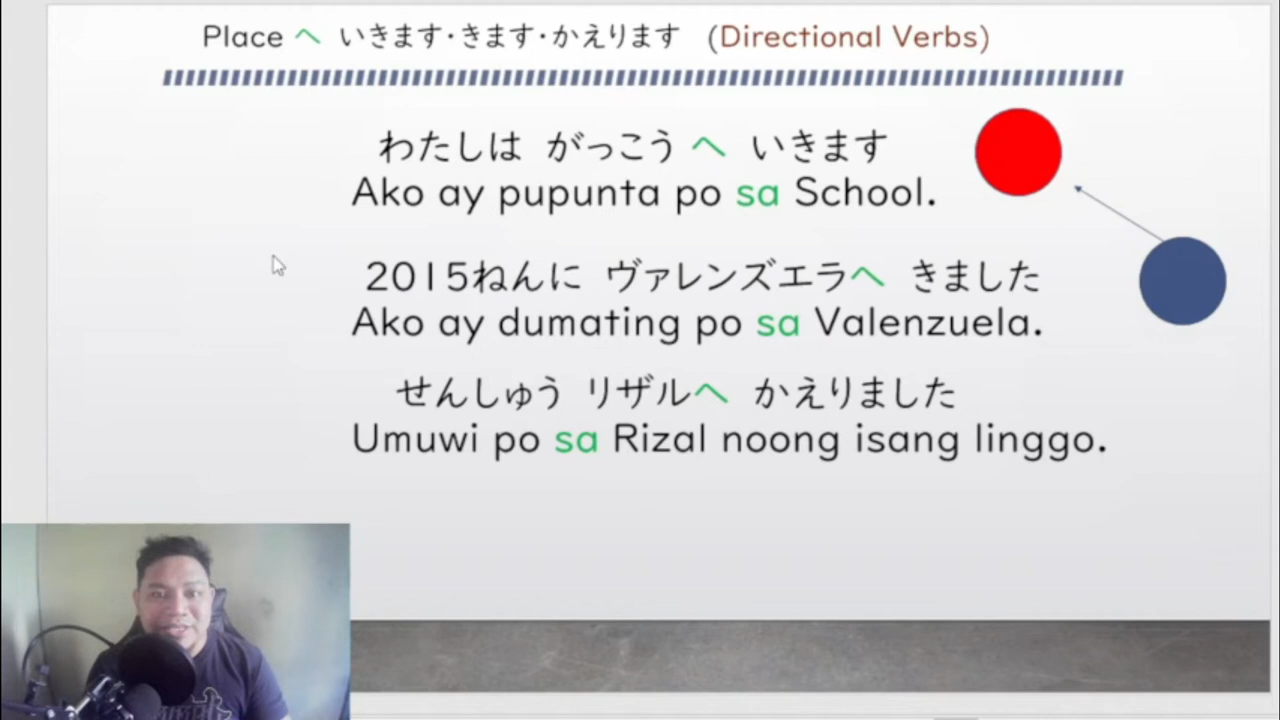 Place へ いきます・きます・かえります (Directional Verbs)
わたしは がっこう へ いきます
Ako ay pupunta po sa School.
2015ねんに ヴァレンズエラへ きました
Ako ay dumating po sa Valenzuela.
せんしゅう リザルへ かえりました
Umuwi po sa Rizal noong isang linggo.